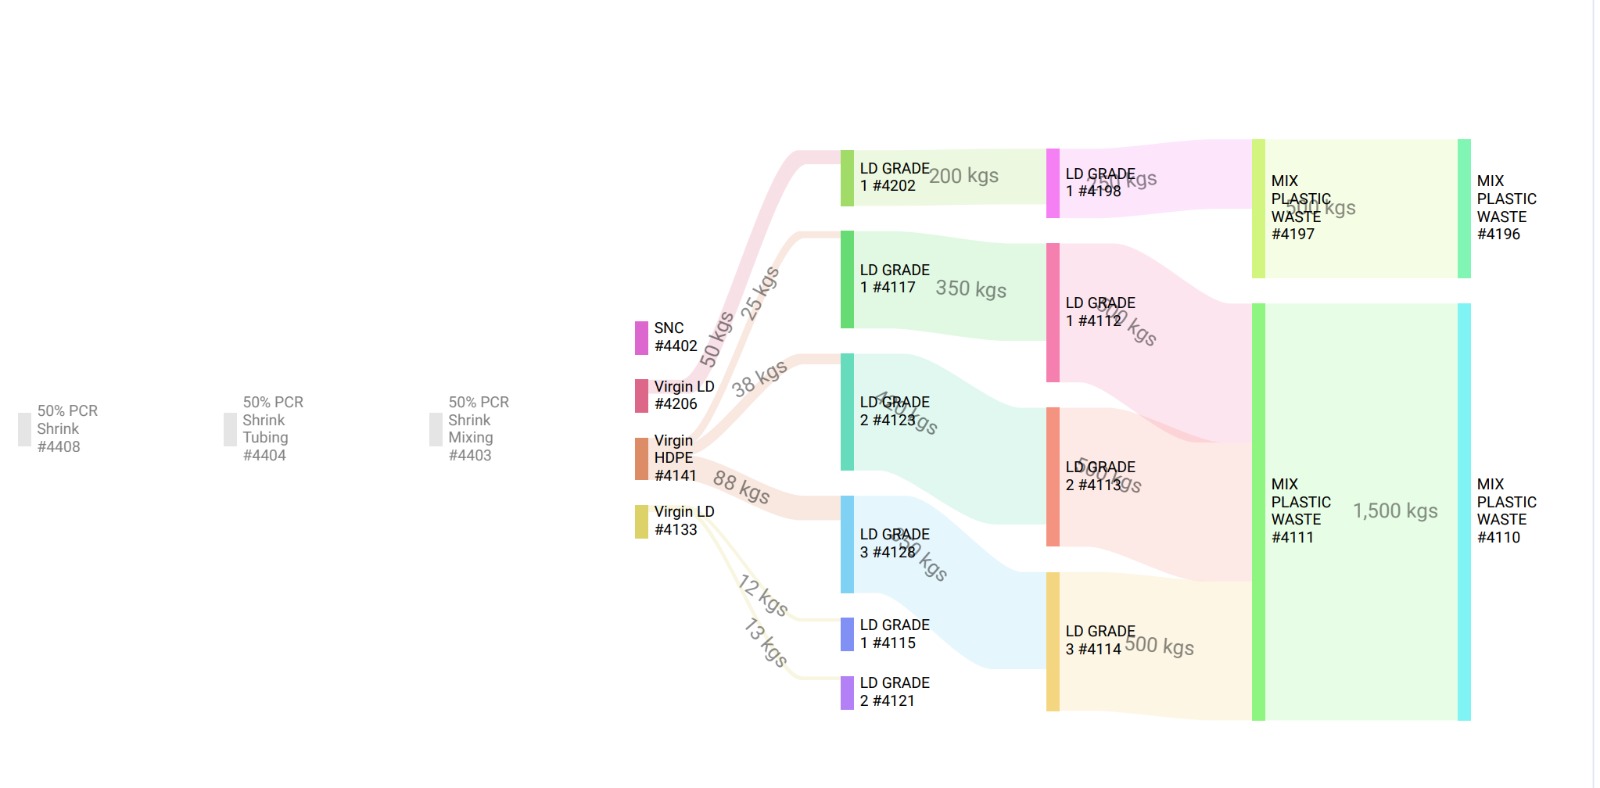 50% PCR
Shrink
#4408
50% PCR
Shrink
Tubing
#4404
50% PCR
Shrink
Mixing
#4403
SNC
#4402
Virgin LD
#4206
Virgin
HDPE
#4141
Virgin LD
#4133
50 kgs
25 kgs
38 kgs
88 kgs
12 kgs
13 kgs
LD GRADE
1 #4202
200 kgs
LD GRADE
1 #4117
350 kgs
LD GRADE
2 #4123
420 kgs
LD GRADE
3 #4128
350 kgs
LD GRADE
1 #4115
LD GRADE
2 #4121
LD GRADE
1 #4198
250 kgs
LD GRADE
1 #4112
500 kgs
LD GRADE
2 #4113
500 kgs
LD GRADE
3 #4114
500 kgs
MIX
PLASTIC
WASTE
#4197
500 kgs
MIX
PLASTIC
WASTE
#4111
1,500 kgs
MIX
PLASTIC
WASTE
#4196
MIX
PLASTIC
WASTE
#4110